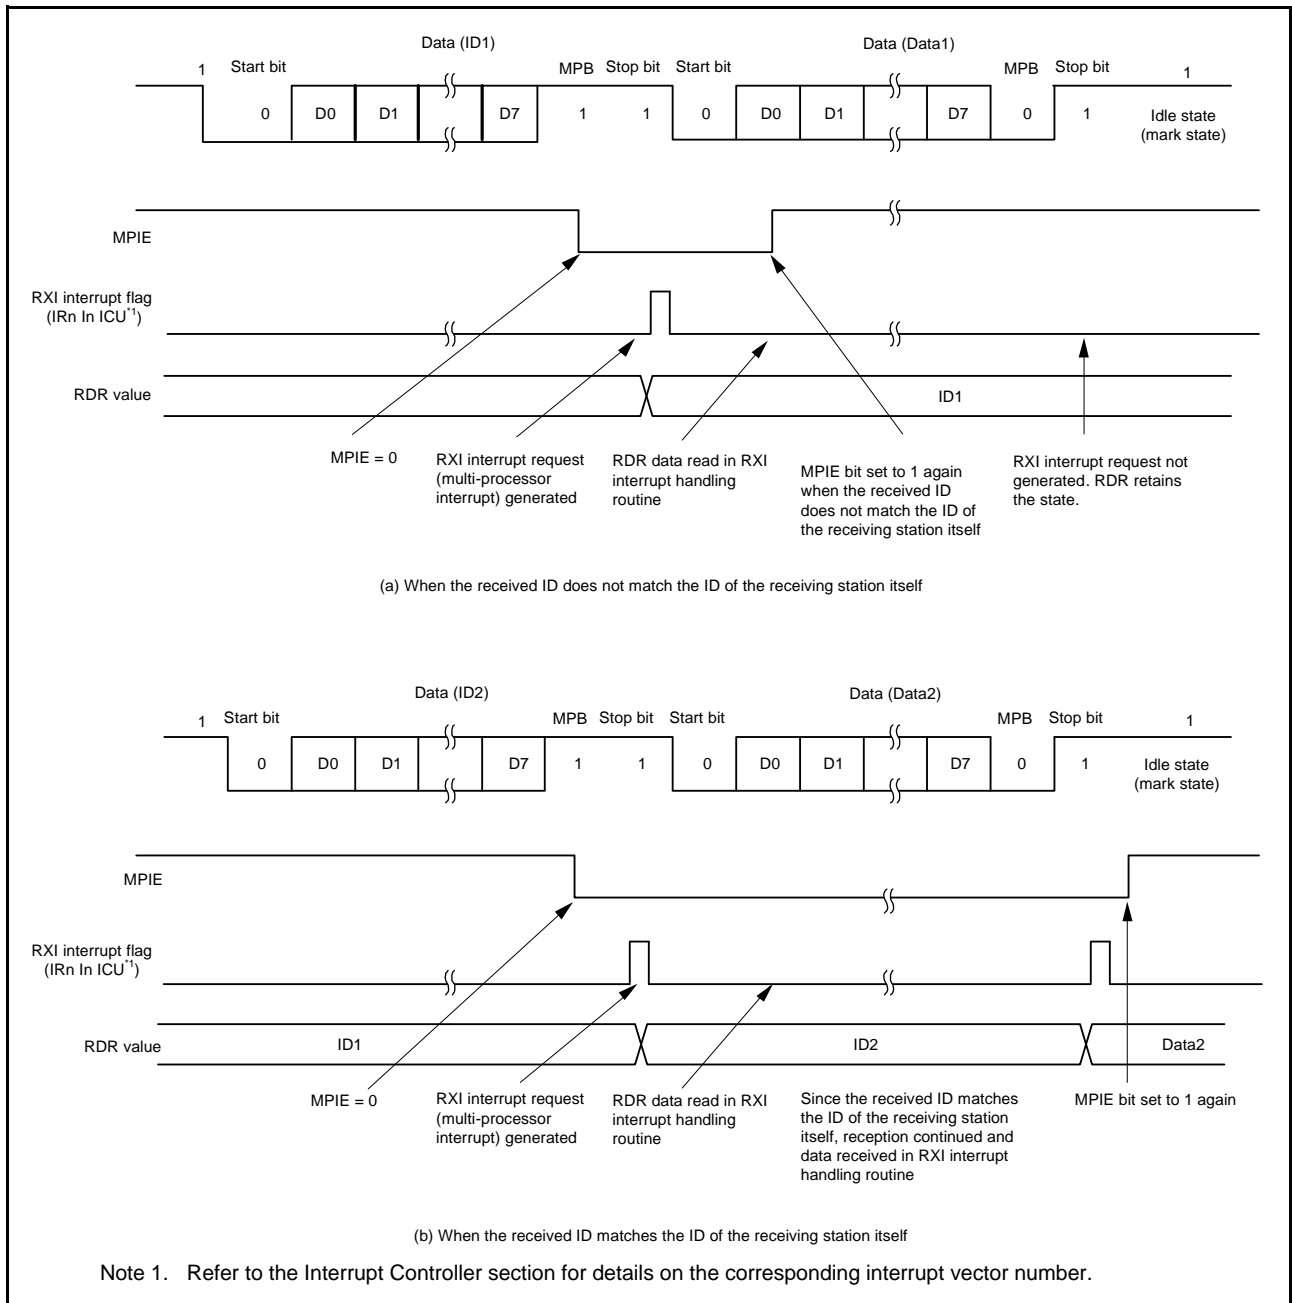 Data (ID1) Data (Data1)
1 Start bit MPB Stop bit Start bit MPB Stop bit 1
0 D0 D1 D7 1 1 0 D0 D1 D7 0 1 Idle state
(mark state)
MPIE
RXI interrupt flag
(IRn In ICU*1)
RDR value ID1
MPIE = 0
RXI interrupt request
(multi-processor
interrupt) generated
RDR data read in RXI
interrupt handling
routine
MPIE bit set to 1 again
when the received ID
does not match the ID of
the receiving station itself
RXI interrupt request not
generated. RDR retains
the state.
(a) When the received ID does not match the ID of the receiving station itself
Data (ID2) Data (Data2)
1 Start bit MPB Stop bit Start bit MPB Stop bit 1
0 D0 D1 D7 1 1 0 D0 D1 D7 0 1 Idle state
(mark state)
MPIE
RXI interrupt flag
(IRn In ICU*1)
RDR value ID1 ID2 Data2
MPIE = 0
RXI interrupt request
(multi-processor
interrupt) generated
RDR data read in RXI
interrupt handling
routine
Since the received ID matches
the ID of the receiving station
itself, reception continued and
data received in RXI interrupt
handling routine
MPIE bit set to 1 again
(b) When the received ID matches the ID of the receiving station itself
Note 1. Refer to the Interrupt Controller section for details on the corresponding interrupt vector number.